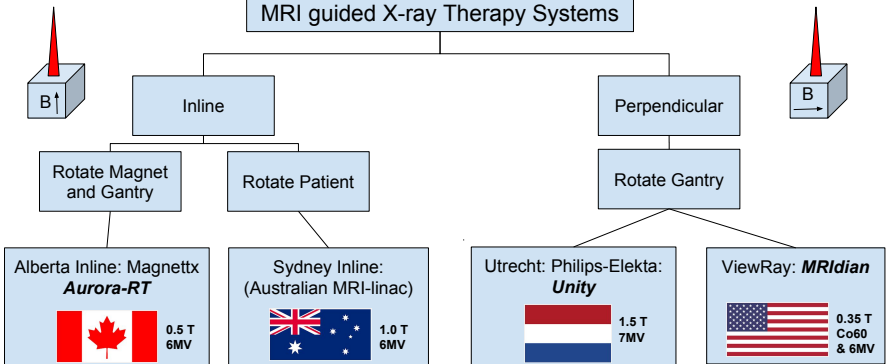 MRI guided X-ray Therapy Systems
B
Inline
Perpendicular
B
Rotate Magnet
and Gantry
Rotate Patient
Rotate Gantry
Alberta Inline: Magnettx
Aurora-RT
0.5 T
6MV
Sydney Inline:
(Australian MRI-linac)
1.0 T
6MV
Utrecht: Philips-Elekta:
Unity
1.5 T
7MV
ViewRay: MRIdian
0.35 T
Co60
& 6MV